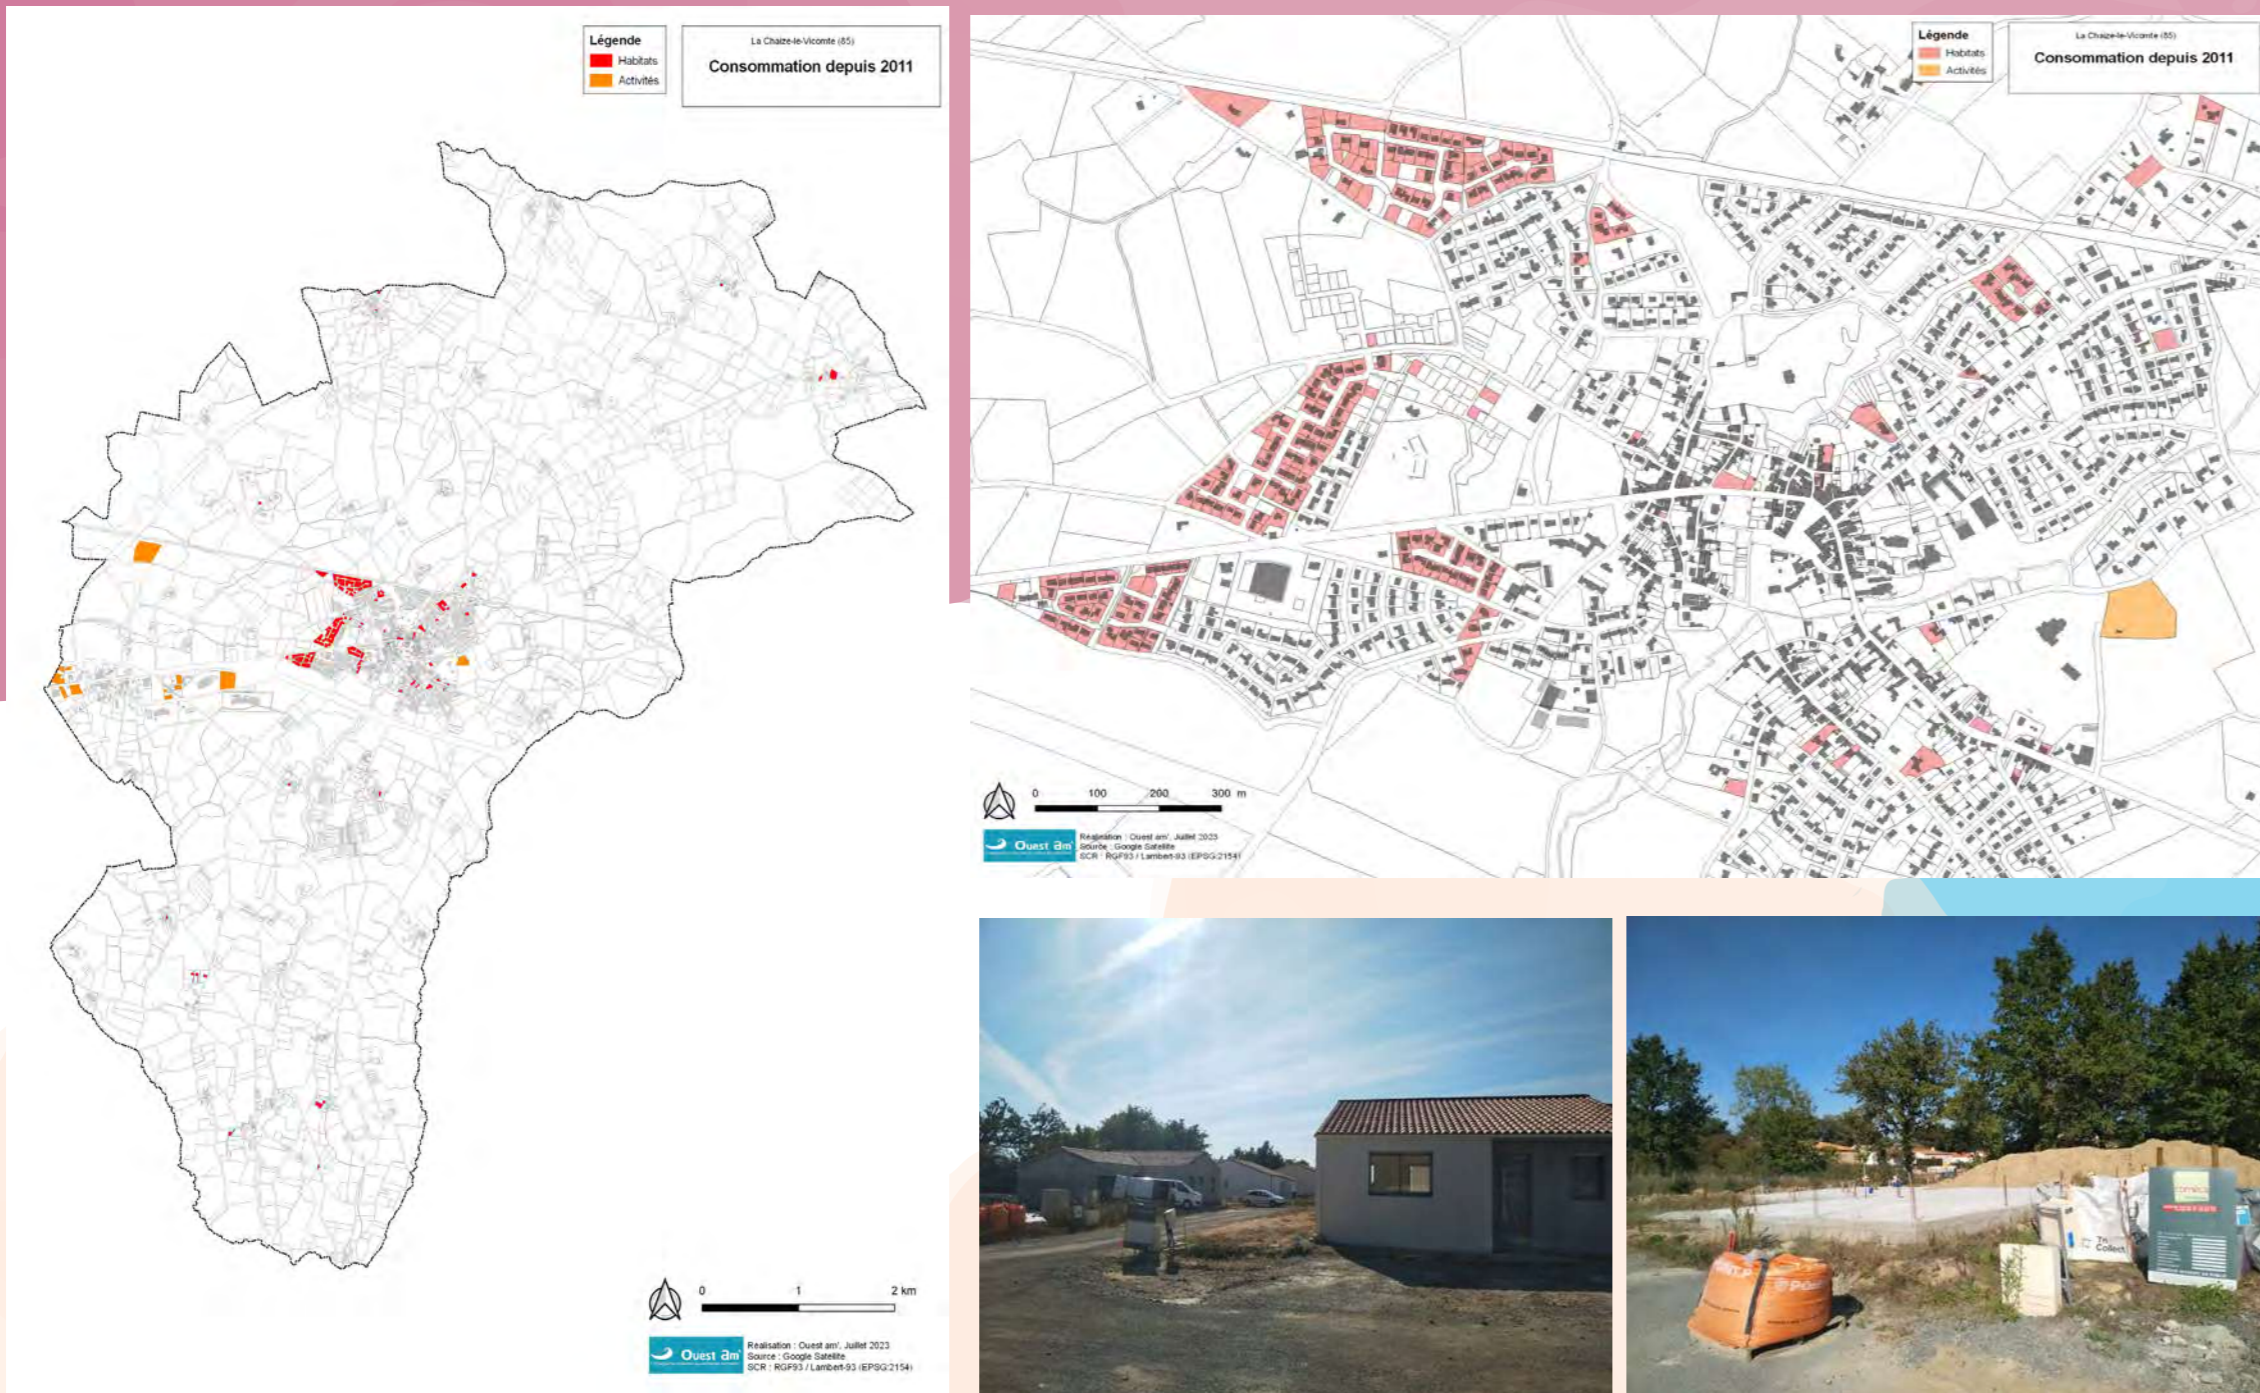 Légende
Habitats
Activités
La Chaize-le-Vicomte (85)
Consommation depuis 2011
0 1 2 km
Ouest am'
Réalisation : Ouest am', Juillet 2023
Source : Google Satellite
SCR : RGF93 / Lambert-93 (EPSG:2154)
Légende
Habitats
Activités
La Chaize-le-Vicomte (85)
Consommation depuis 2011
0 100 200 300 m
Ouest am'
Réalisation : Ouest am', Juillet 2023
Source : Google Satellite
SCR : RGF93 / Lambert-93 (EPSG:2154)
Tri
Collect